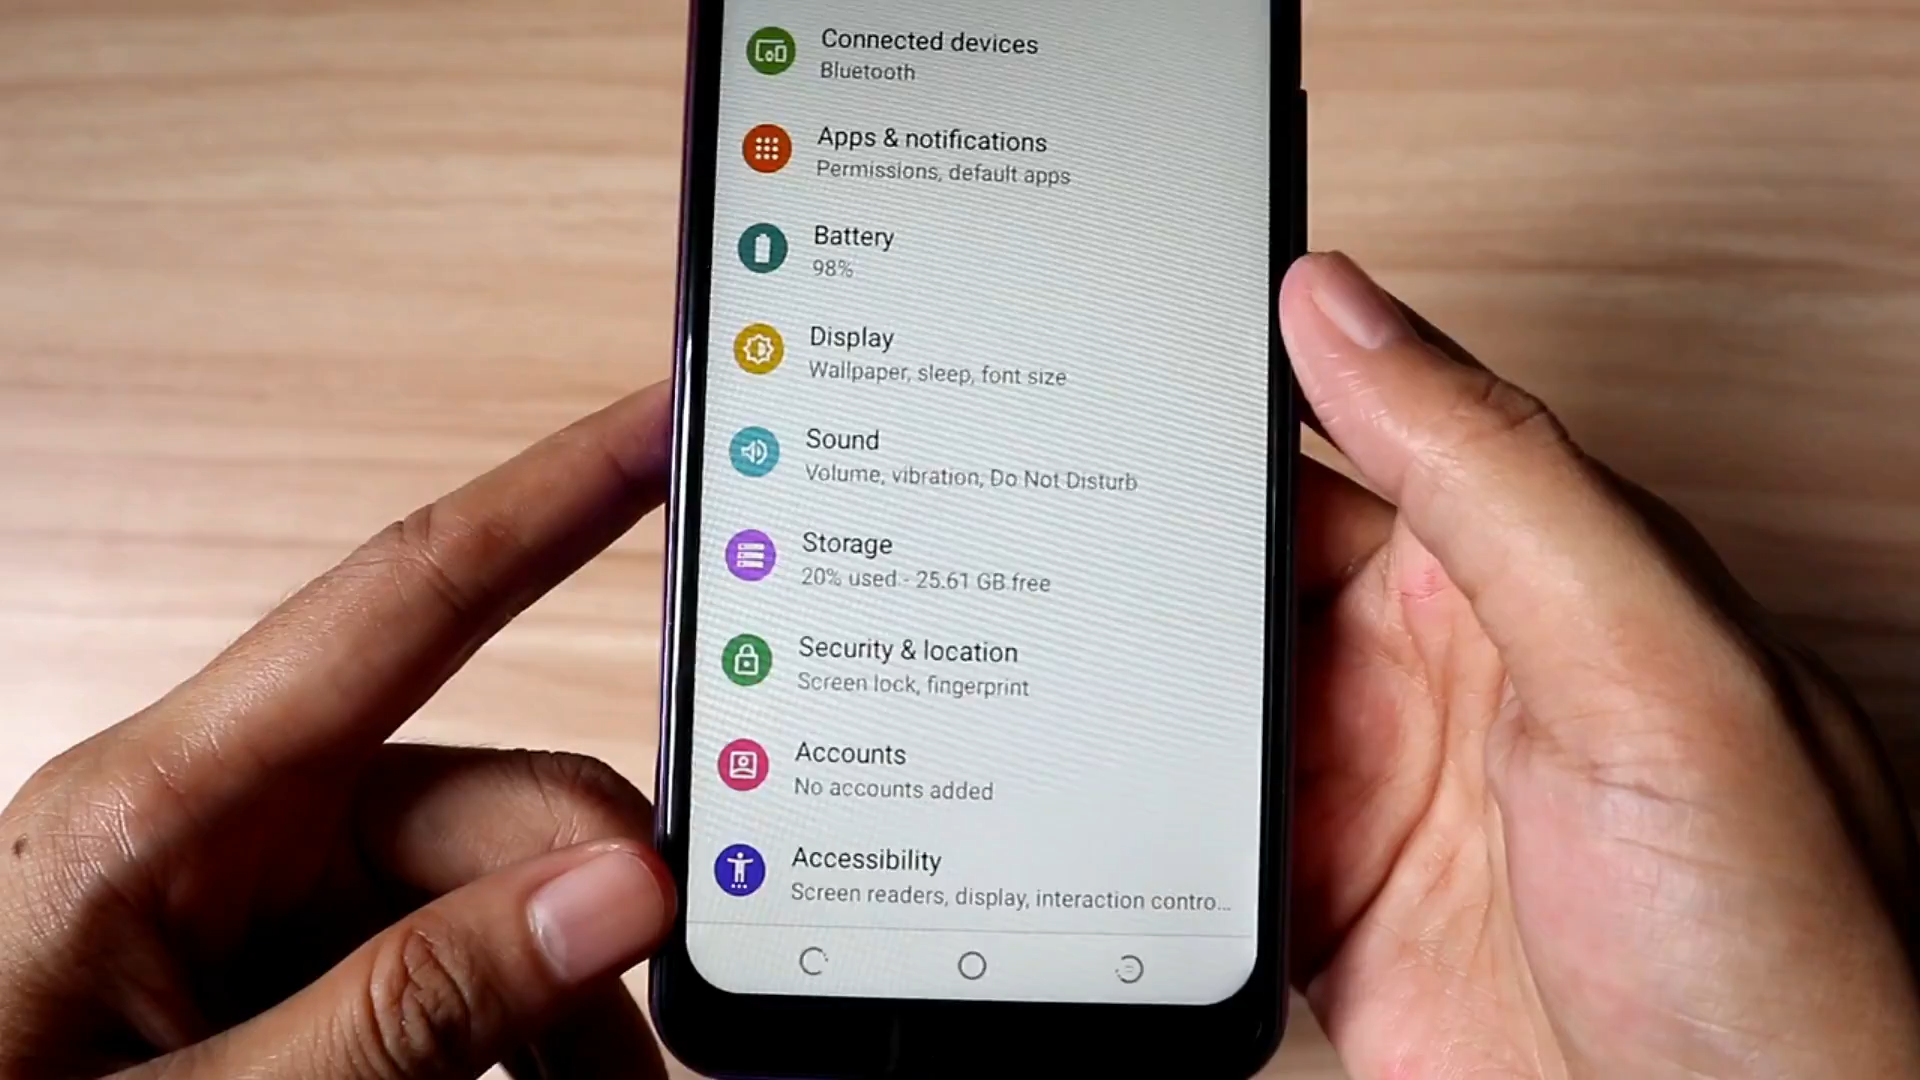 Connected devices
Bluetooth
Apps & notifications
Permissions, default apps
Battery
98%
Display
Wallpaper, sleep, font size
Sound
Volume, vibration, Do Not Disturb
Storage
20% used - 25.61 GB free
Security & location
Screen lock, fingerprint
Accounts
No accounts added
Accessibility
Screen readers, display, interaction contro...